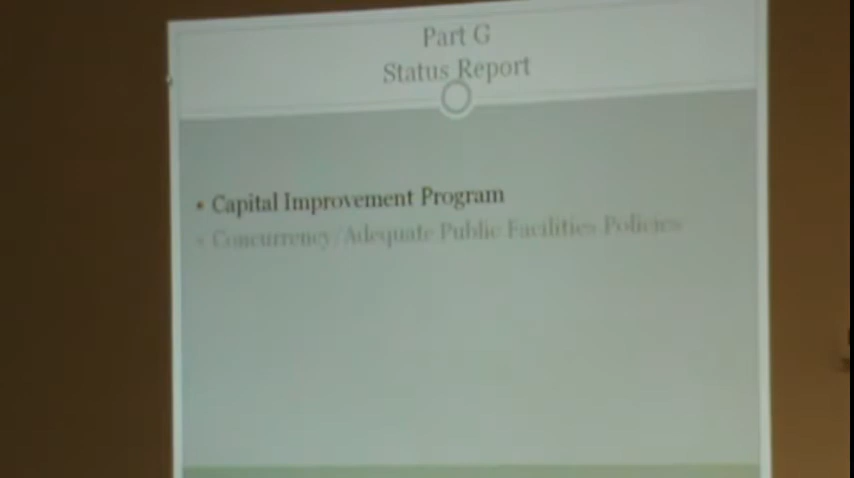 Part G
Status Report
• Capital Improvement Program
• Concurrency/Adequate Public Facilities Policies